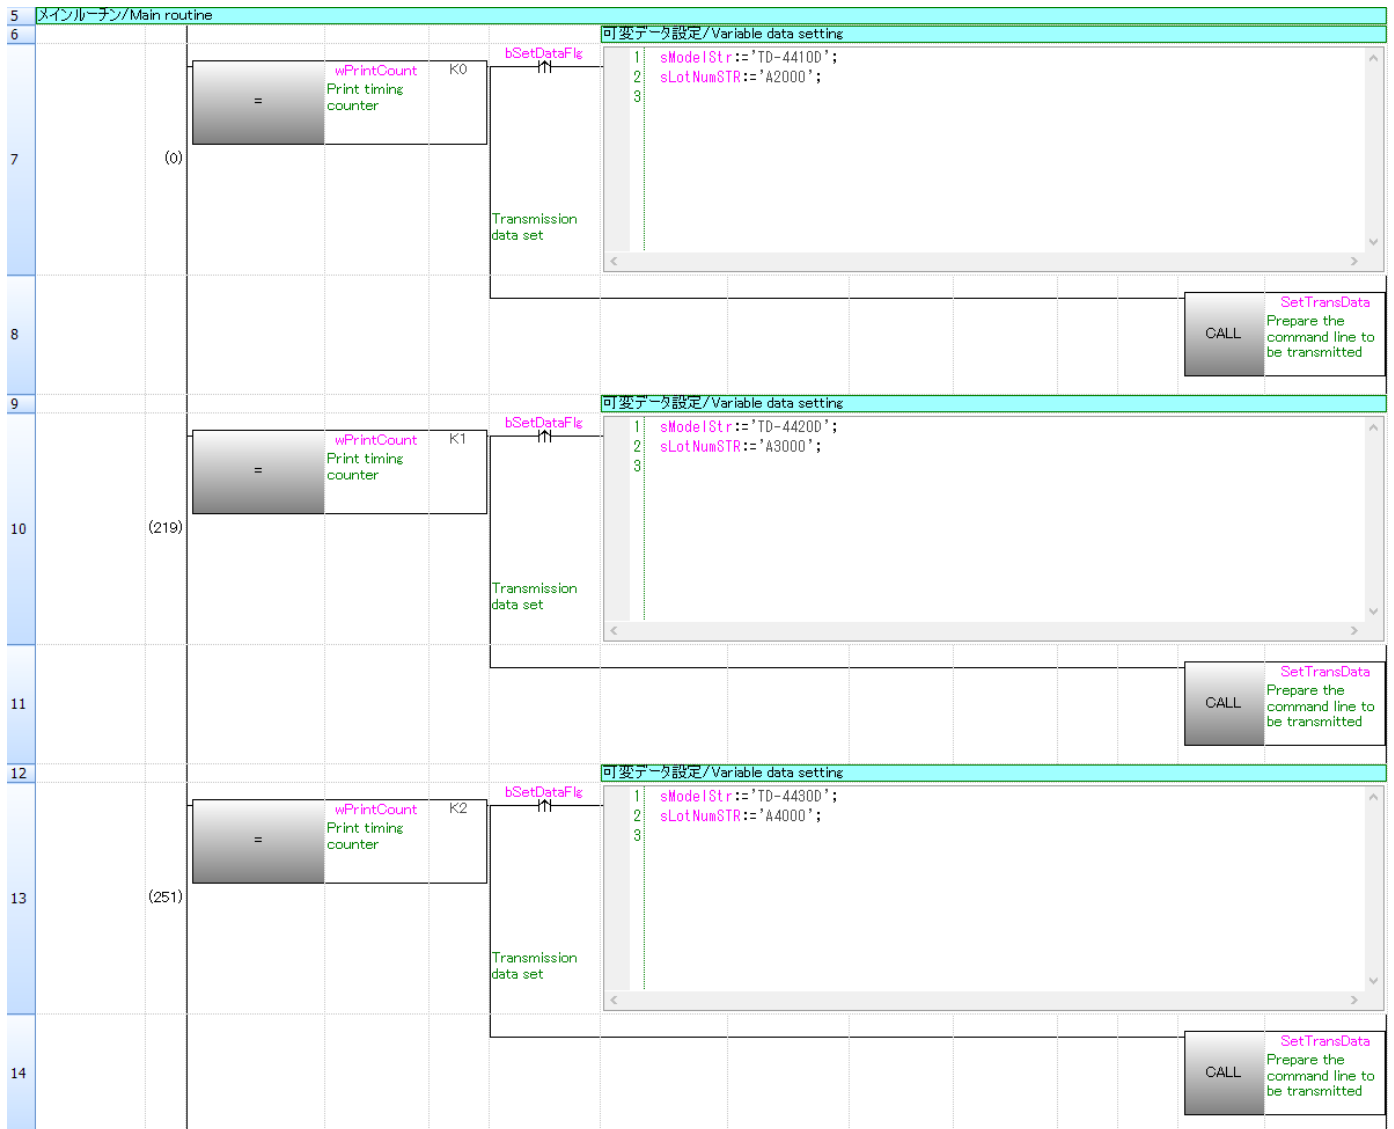 5 メインルーチン/Main routine
6 可変データ設定/Variable data setting
7 (0)
=
wPrintCount K0
Print timing
counter
bSetDataFlg
Transmission
data set
1 sModelStr:='TD-4410D';
2 sLotNumSTR:='A2000';
3
8
CALL
SetTransData
Prepare the
command line to
be transmitted
9 可変データ設定/Variable data setting
10 (219)
=
wPrintCount K1
Print timing
counter
bSetDataFlg
Transmission
data set
1 sModelStr:='TD-4420D';
2 sLotNumSTR:='A3000';
3
11
CALL
SetTransData
Prepare the
command line to
be transmitted
12 可変データ設定/Variable data setting
13 (251)
=
wPrintCount K2
Print timing
counter
bSetDataFlg
Transmission
data set
1 sModelStr:='TD-4430D';
2 sLotNumSTR:='A4000';
3
14
CALL
SetTransData
Prepare the
command line to
be transmitted